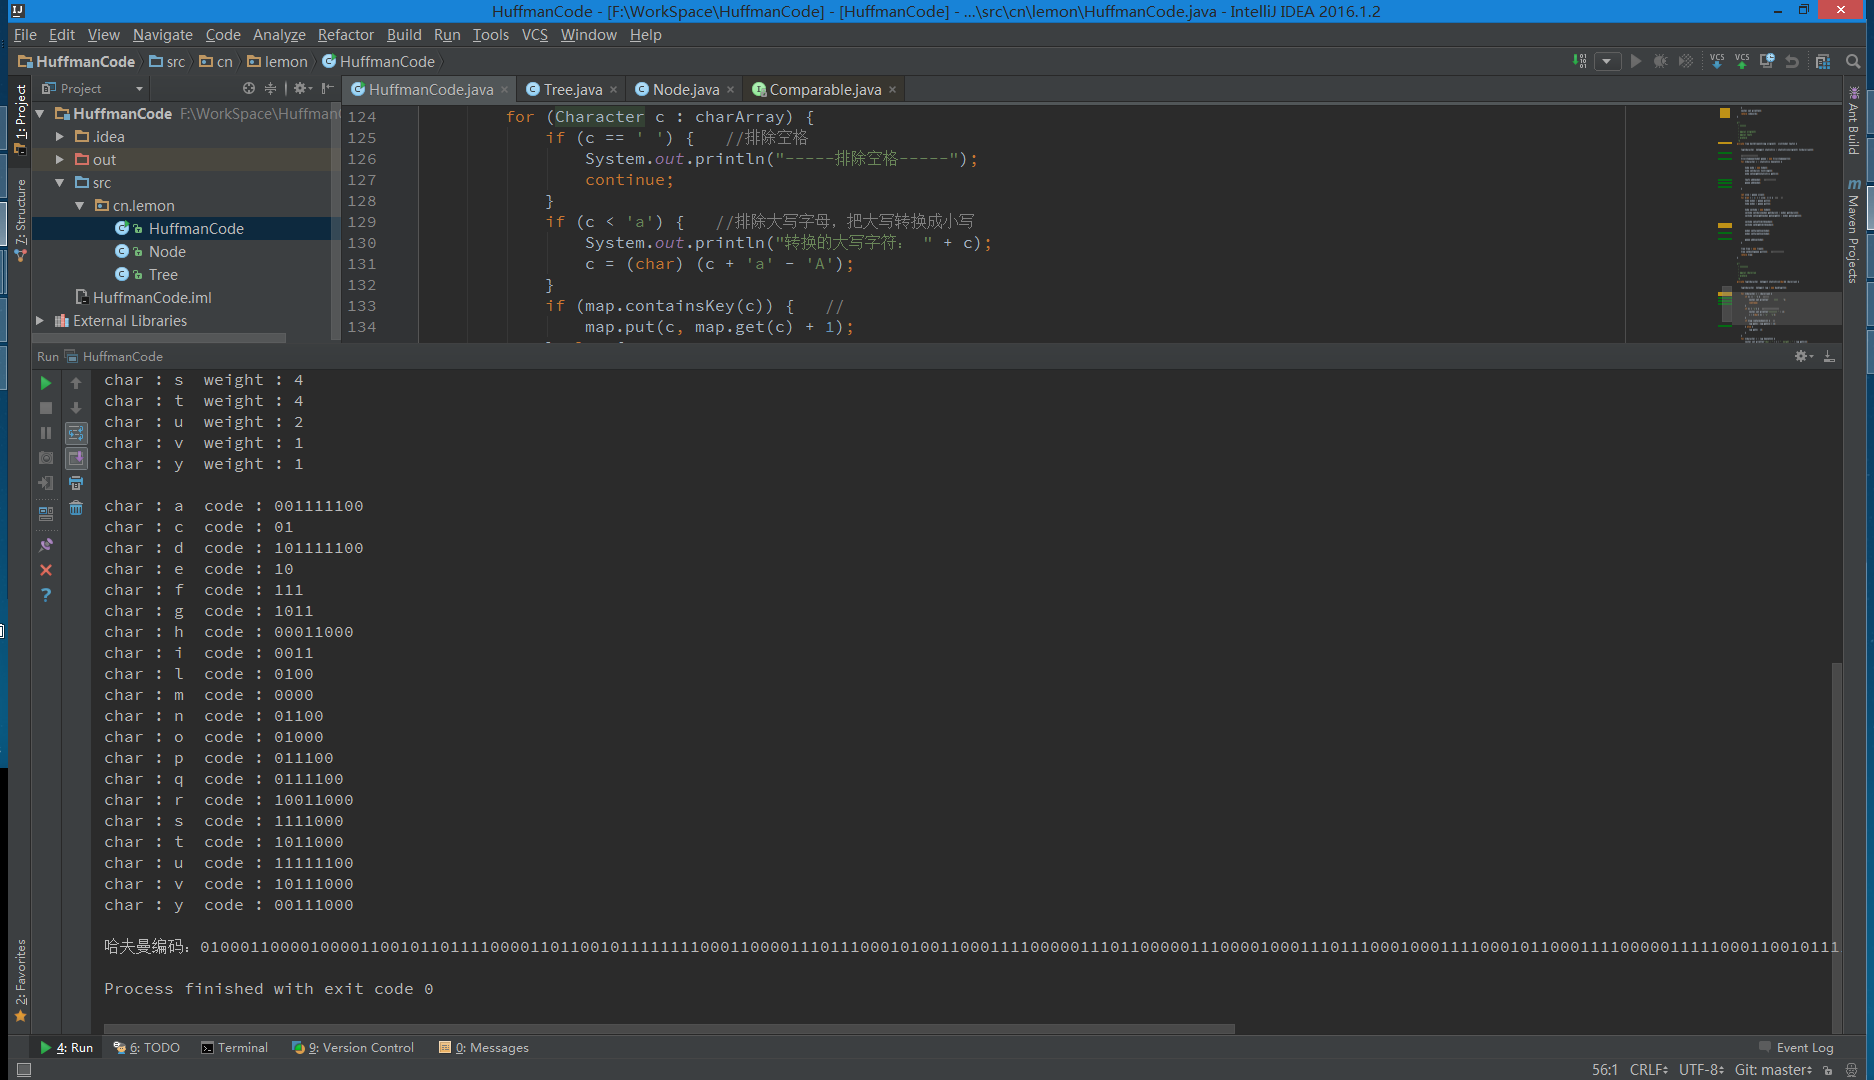 HuffmanCode - [F:\WorkSpace\HuffmanCode] - [HuffmanCode] - ...\src\cn\lemon\HuffmanCode.java - IntelliJ IDEA 2016.1.2
File Edit View Navigate Code Analyze Refactor Build Run Tools VCS Window Help
HuffmanCode src cn lemon HuffmanCode
Project
HuffmanCode.java Tree.java Node.java Comparable.java
1: Project
7: Structure
2: Favorites
Ant Build
Maven Projects
HuffmanCode F:\WorkSpace\Huffman
.idea
out
src
cn.lemon
HuffmanCode
Node
Tree
HuffmanCode.iml
External Libraries
124 for (Character c : charArray) {
125 if (c == ' ') { //排除空格
126 System.out.println("-----排除空格-----");
127 continue;
128 }
129 if (c < 'a') { //排除大写字母，把大写转换成小写
130 System.out.println("转换的大写字符： " + c);
131 c = (char) (c + 'a' - 'A');
132 }
133 if (map.containsKey(c)) { //
134 map.put(c, map.get(c) + 1);
Run HuffmanCode
char : s weight : 4
char : t weight : 4
char : u weight : 2
char : v weight : 1
char : y weight : 1
char : a code : 001111100
char : c code : 01
char : d code : 101111100
char : e code : 10
char : f code : 111
char : g code : 1011
char : h code : 00011000
char : i code : 0011
char : l code : 0100
char : m code : 0000
char : n code : 01100
char : o code : 01000
char : p code : 011100
char : q code : 0111100
char : r code : 10011000
char : s code : 1111000
char : t code : 1011000
char : u code : 11111100
char : v code : 10111000
char : y code : 00111000
哈夫曼编码：
Process finished with exit code 0
4: Run 6: TODO Terminal 9: Version Control 0: Messages Event Log
56:1 CRLF UTF-8 Git: master